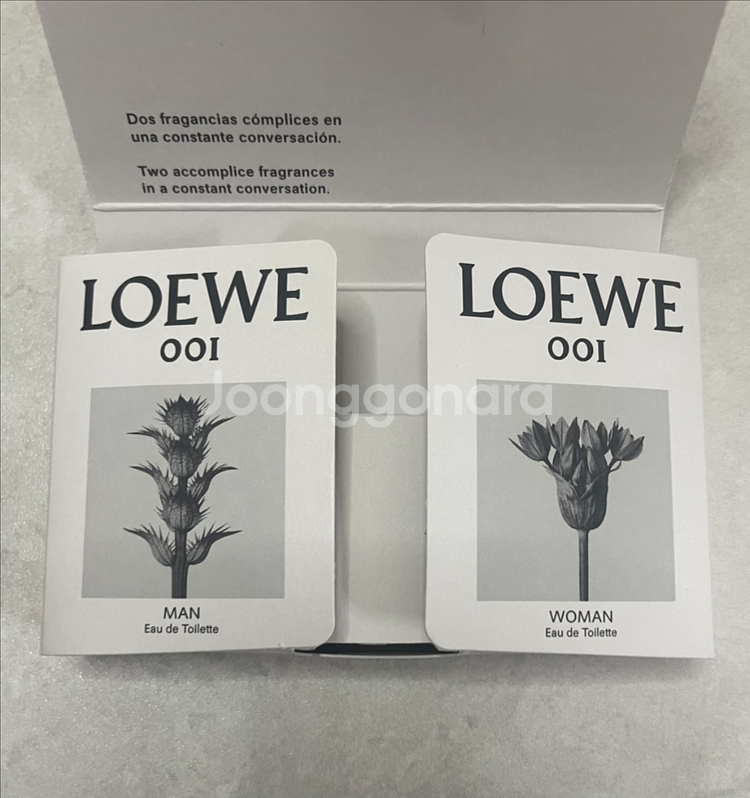 Dos fragancias cómplices en
una constante conversación.
Two accomplice fragrances
in a constant conversation.
LOEWE
001
MAN
Eau de Toilette
LOEWE
001
WOMAN
Eau de Toilette
Joonggonara